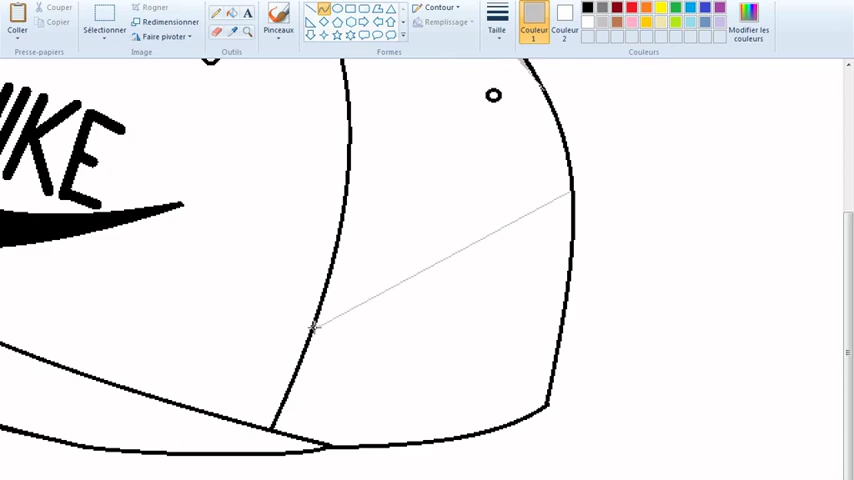 Coller
Couper
Copier
Presse-papiers
Sélectionner
Rogner
Redimensionner
Faire pivoter
Image
Outils
Pinceaux
Contour
Remplissage
Formes
Taille
Couleur 1
Couleur 2
Modifier les couleurs
Couleurs
IKE